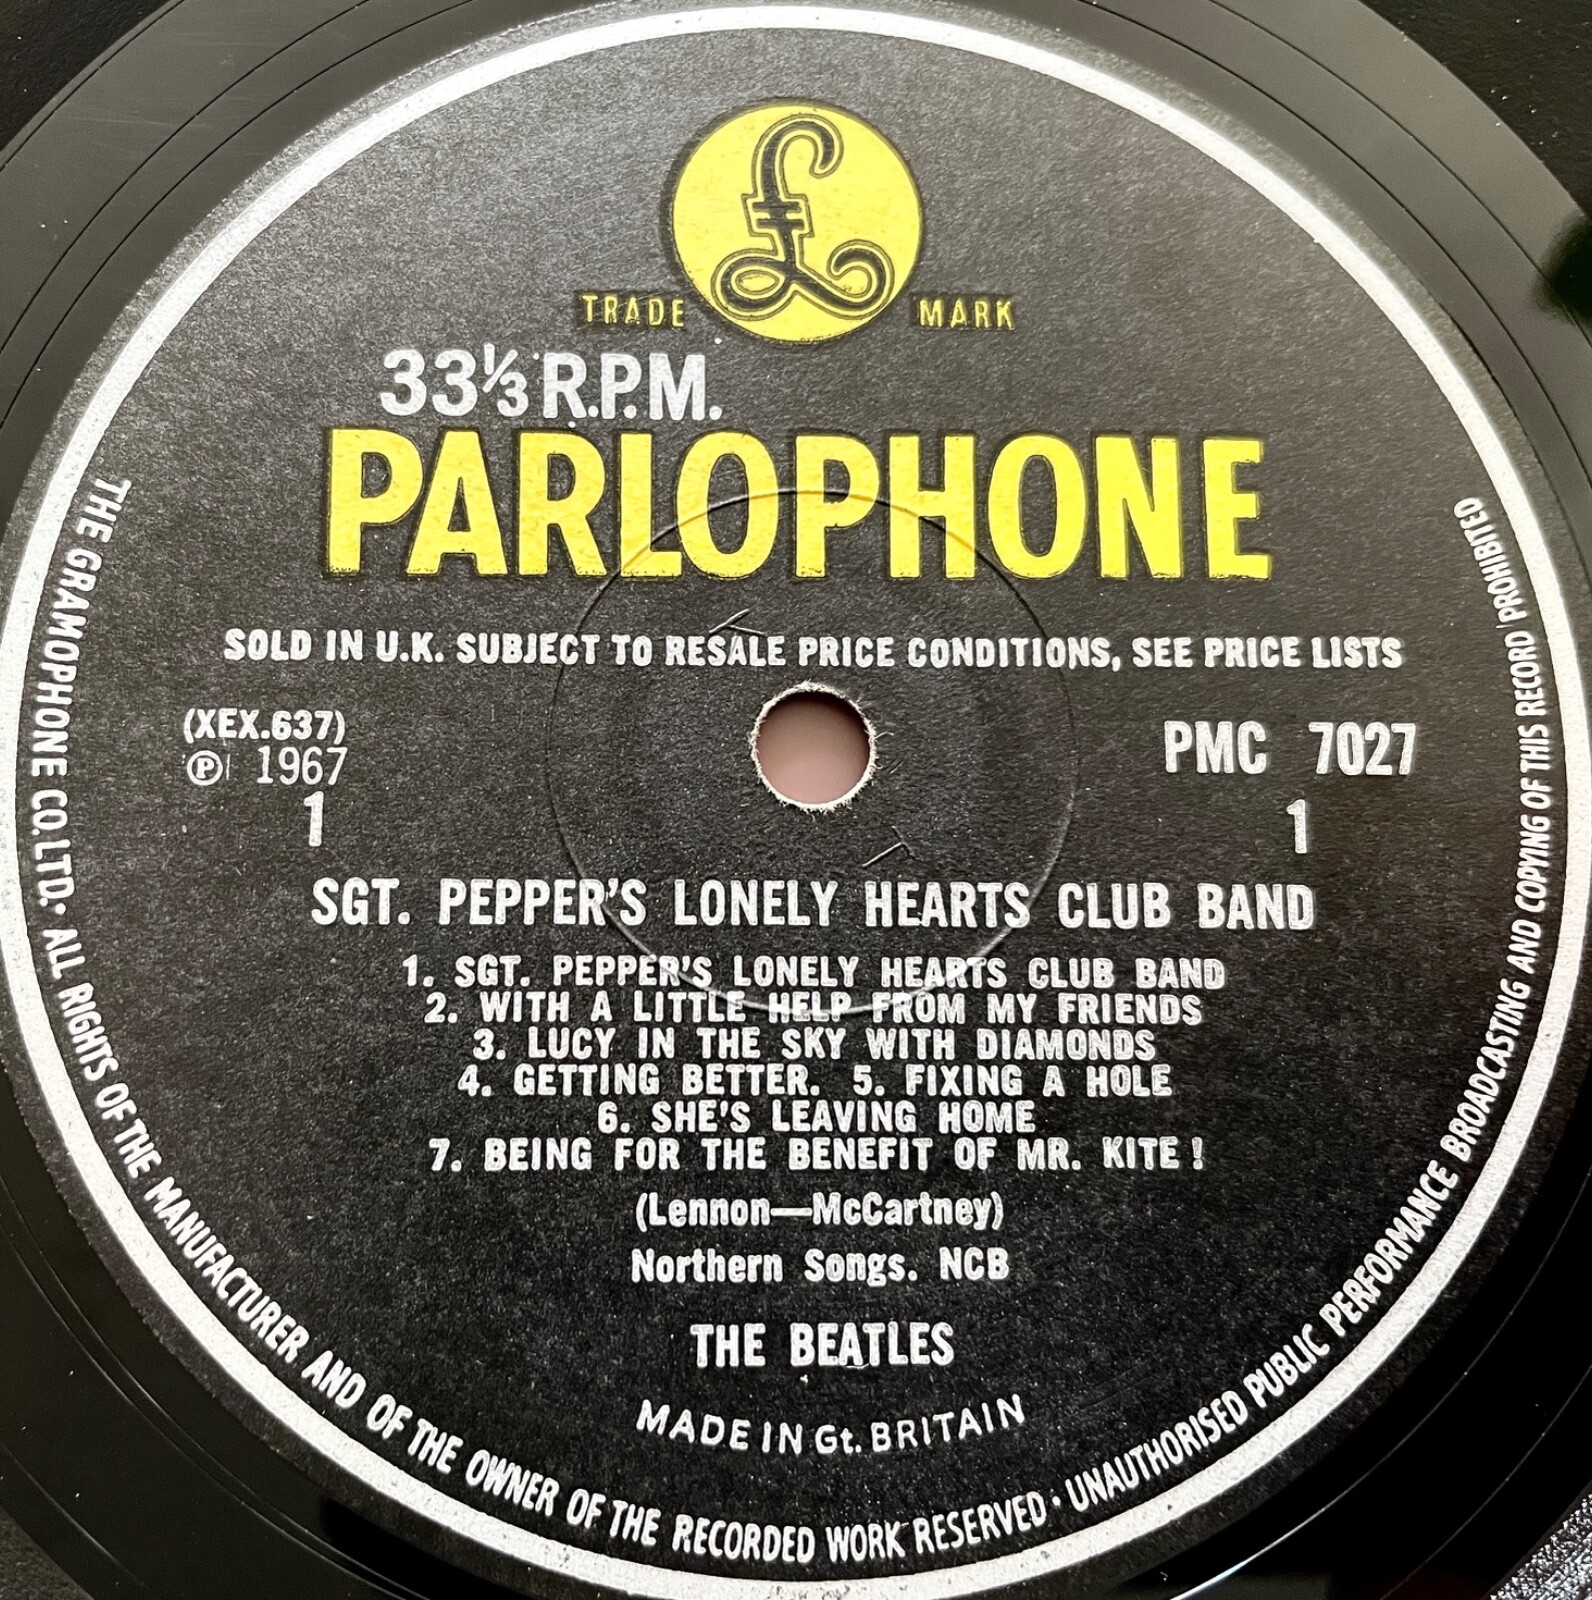 £
TRADE MARK
33⅓ R.P.M.
PARLOPHONE
SOLD IN U.K. SUBJECT TO RESALE PRICE CONDITIONS, SEE PRICE LISTS
(XEX.637)
℗ 1967
1
PMC 7027
1
SGT. PEPPER'S LONELY HEARTS CLUB BAND
1. SGT. PEPPER'S LONELY HEARTS CLUB BAND
2. WITH A LITTLE HELP FROM MY FRIENDS
3. LUCY IN THE SKY WITH DIAMONDS
4. GETTING BETTER. 5. FIXING A HOLE
6. SHE'S LEAVING HOME
7. BEING FOR THE BENEFIT OF MR. KITE !
(Lennon—McCartney)
Northern Songs. NCB
THE BEATLES
MADE IN Gt. BRITAIN
THE GRAMOPHONE CO. LTD. · ALL RIGHTS OF THE MANUFACTURER AND OF THE OWNER OF THE RECORDED WORK RESERVED · UNAUTHORISED PUBLIC PERFORMANCE BROADCASTING AND COPYING OF THIS RECORD PROHIBITED